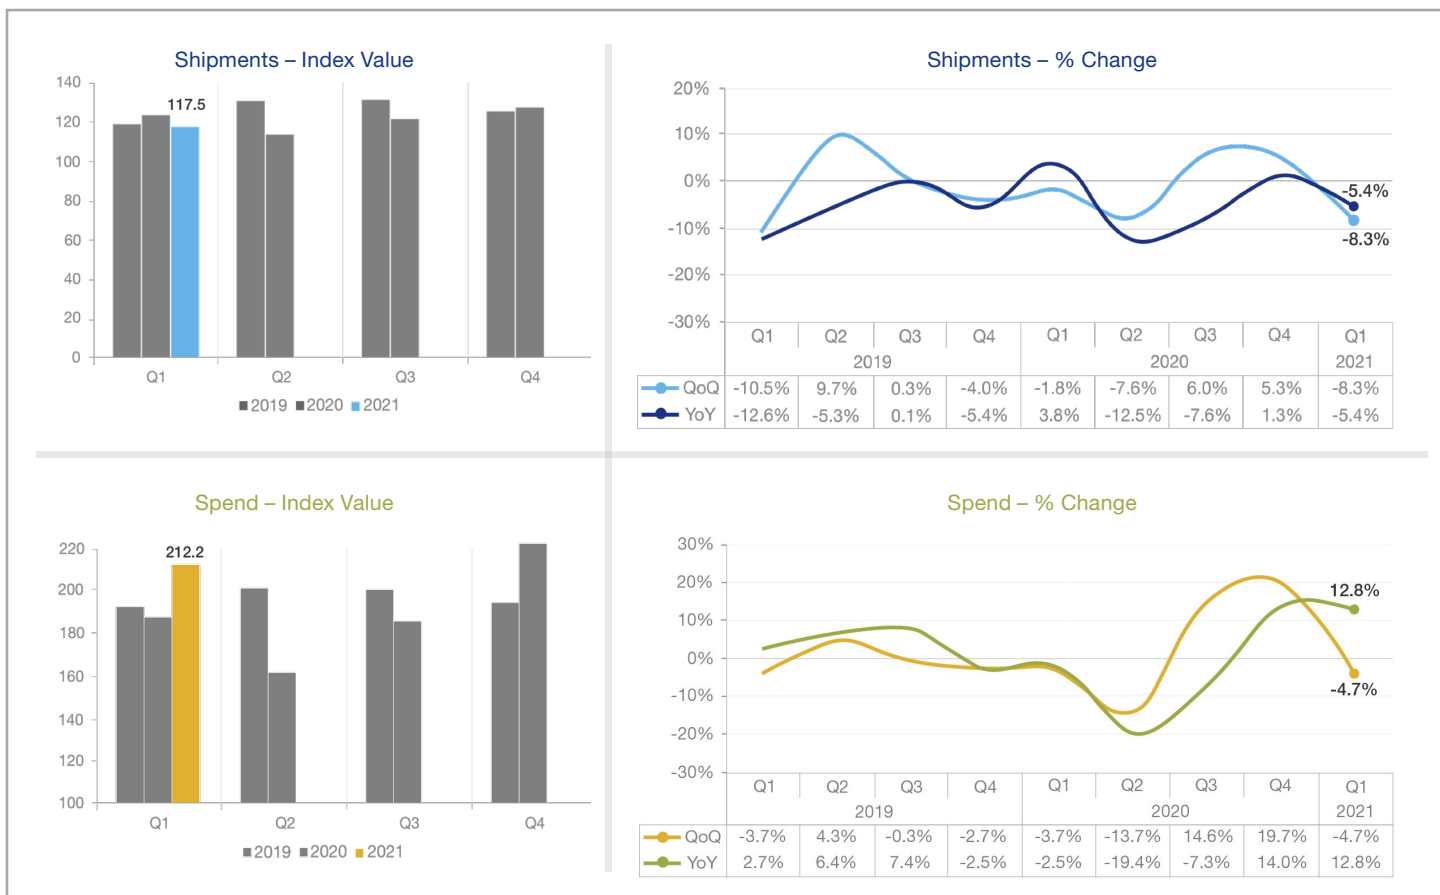 Shipments – Index Value
140
120
100
80
60
40
20
0
117.5
Q1 Q2 Q3 Q4
2019 2020 2021
Shipments – % Change
20%
10%
0%
-10%
-20%
-30%
-5.4%
-8.3%
Q1 Q2 Q3 Q4 Q1 Q2 Q3 Q4 Q1
2019 2020 2021
QoQ -10.5% 9.7% 0.3% -4.0% -1.8% -7.6% 6.0% 5.3% -8.3%
YoY -12.6% -5.3% 0.1% -5.4% 3.8% -12.5% -7.6% 1.3% -5.4%
Spend – Index Value
220
200
180
160
140
120
100
212.2
Q1 Q2 Q3 Q4
2019 2020 2021
Spend – % Change
30%
20%
10%
0%
-10%
-20%
-30%
12.8%
-4.7%
Q1 Q2 Q3 Q4 Q1 Q2 Q3 Q4 Q1
2019 2020 2021
QoQ -3.7% 4.3% -0.3% -2.7% -3.7% -13.7% 14.6% 19.7% -4.7%
YoY 2.7% 6.4% 7.4% -2.5% -2.5% -19.4% -7.3% 14.0% 12.8%